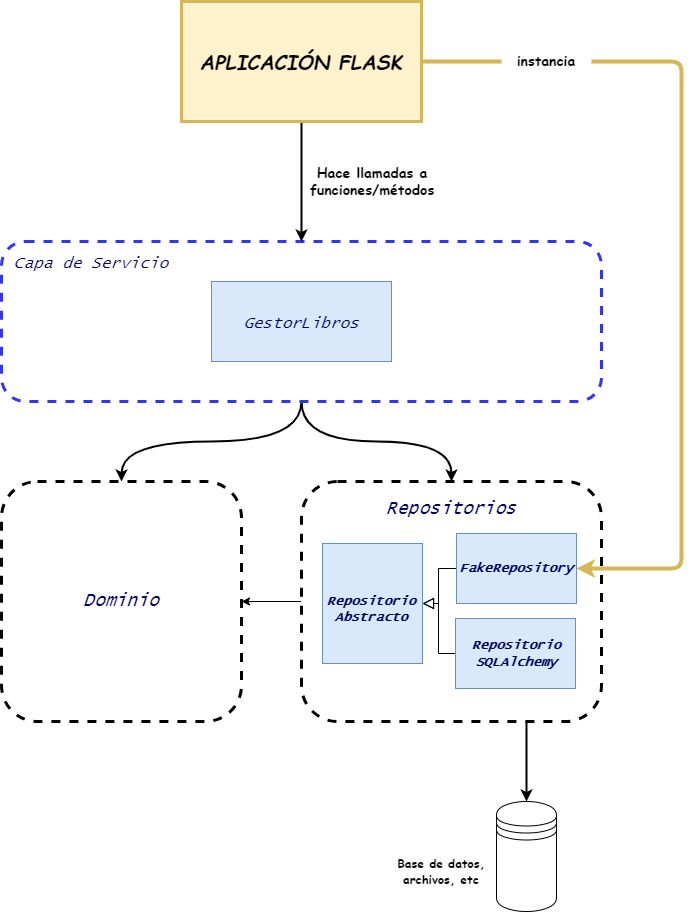 APLICACIÓN FLASK
instancia
Hace llamadas a
funciones/métodos
Capa de Servicio
GestorLibros
Repositorios
FakeRepository
Dominio
Repositorio
Abstracto
Repositorio
SQLAlchemy
Base de datos,
archivos, etc